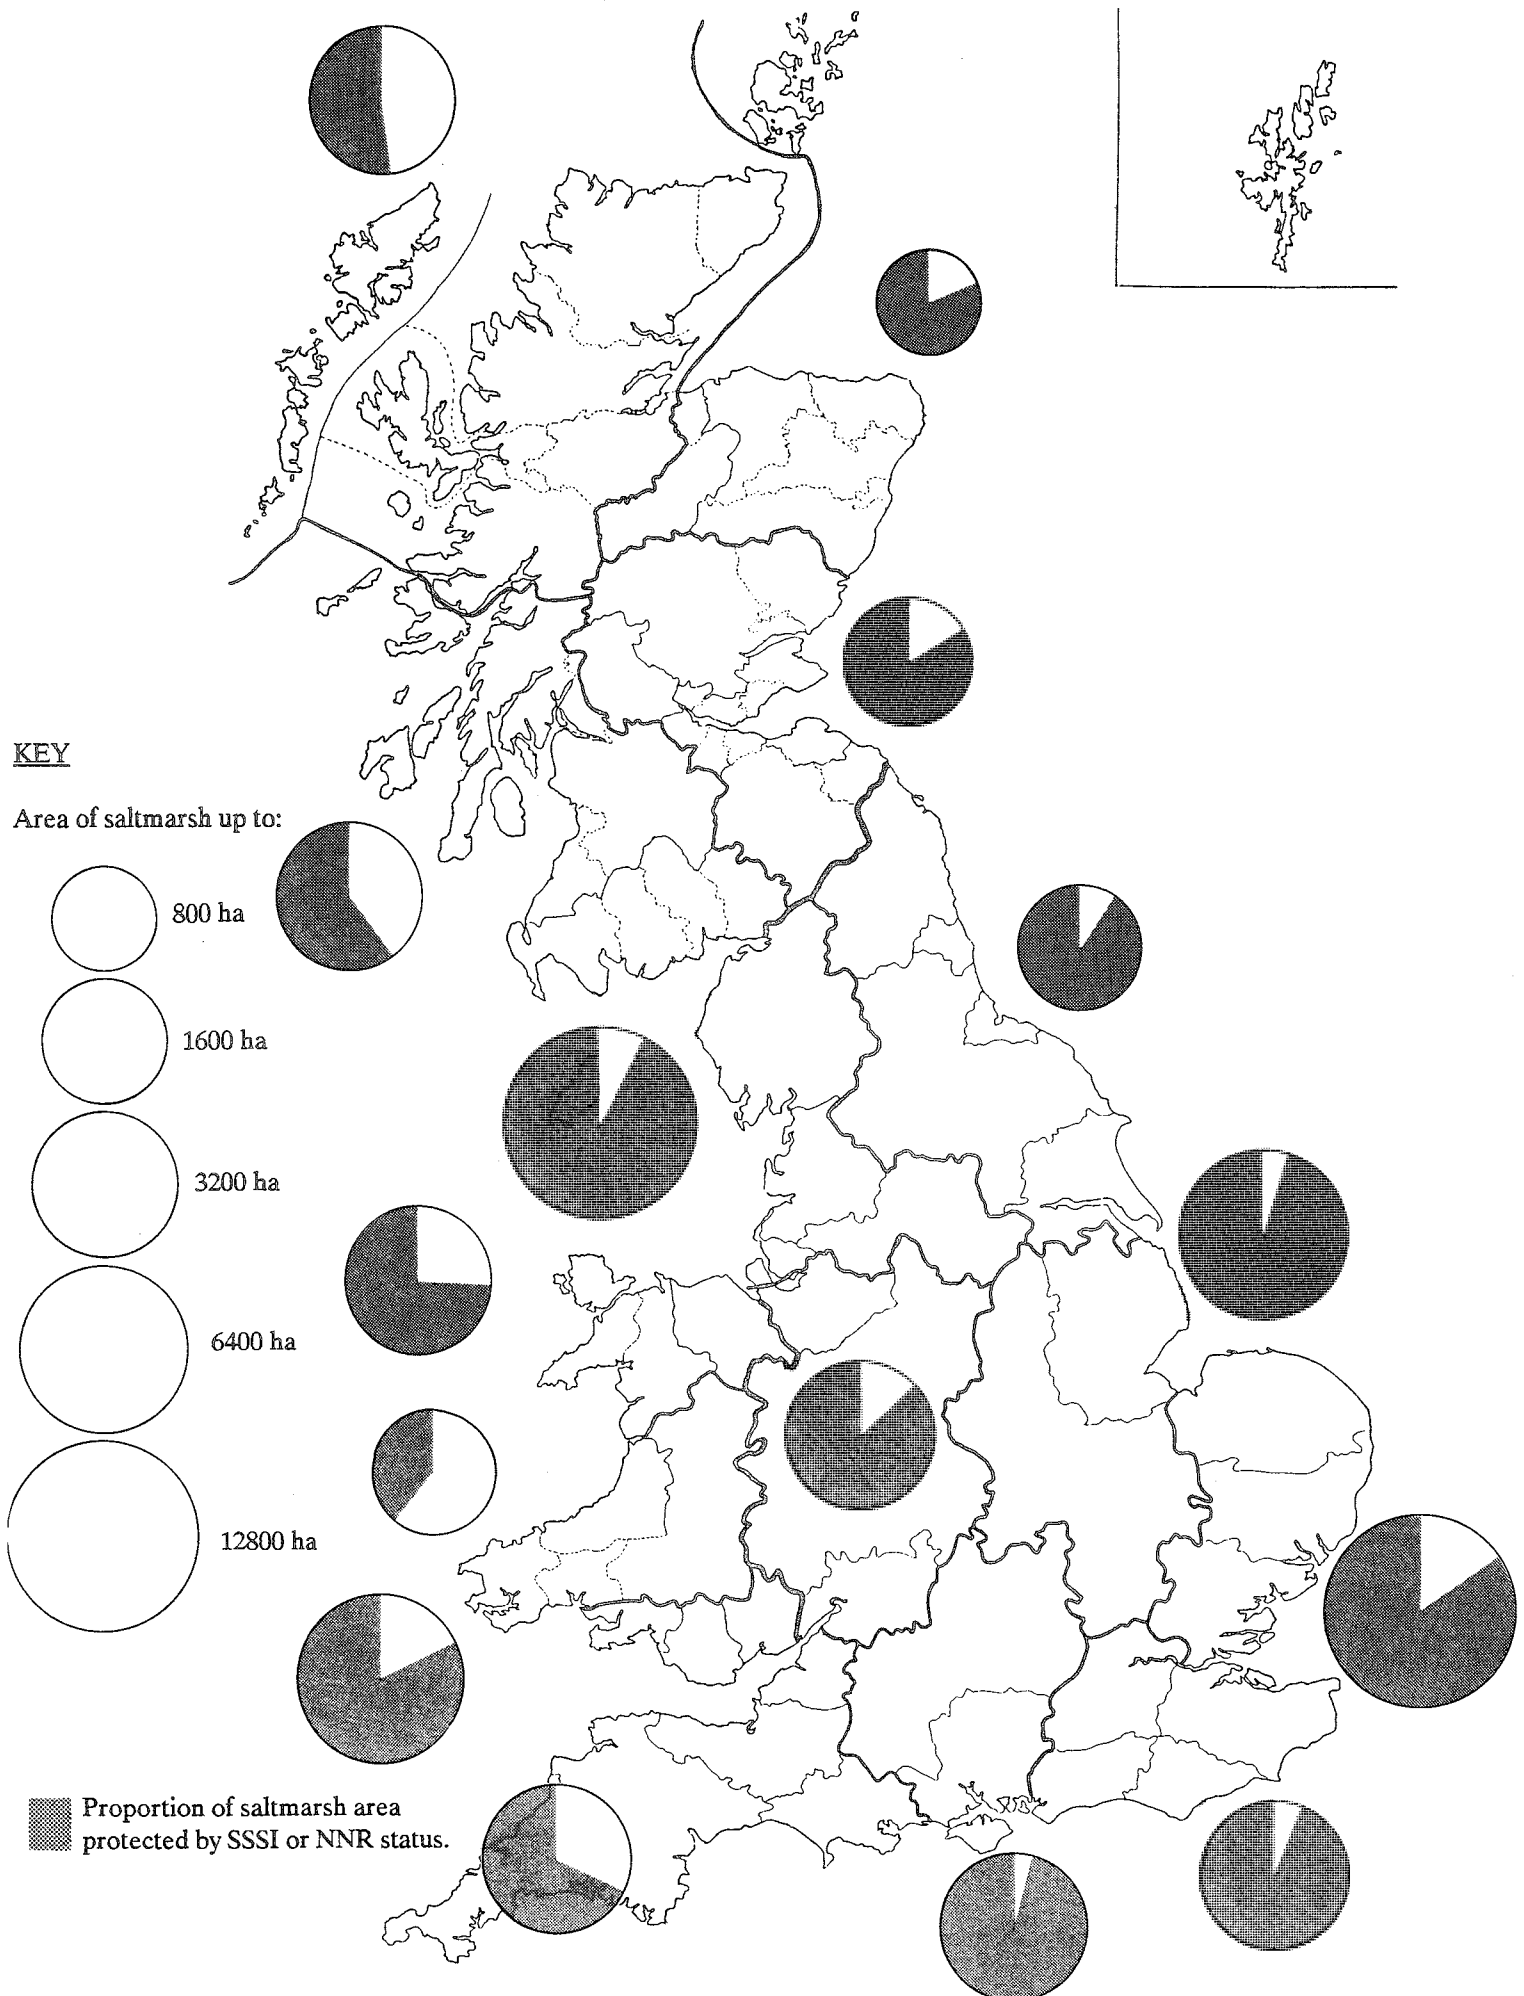 KEY
Area of saltmarsh up to:
800 ha
1600 ha
3200 ha
6400 ha
12800 ha
Proportion of saltmarsh area
protected by SSSI or NNR status.